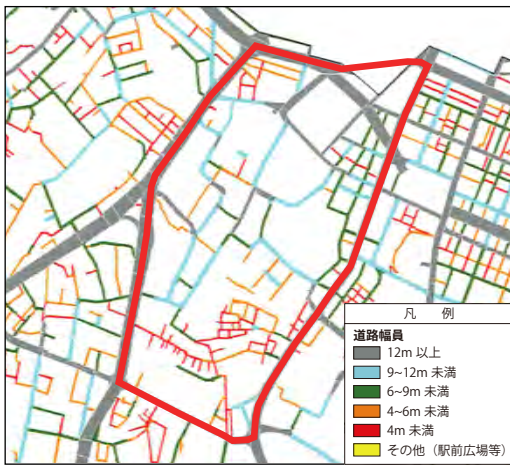 凡　例
道路幅員
12m 以上
9~12m 未満
6~9m 未満
4~6m 未満
4m 未満
その他（駅前広場等）